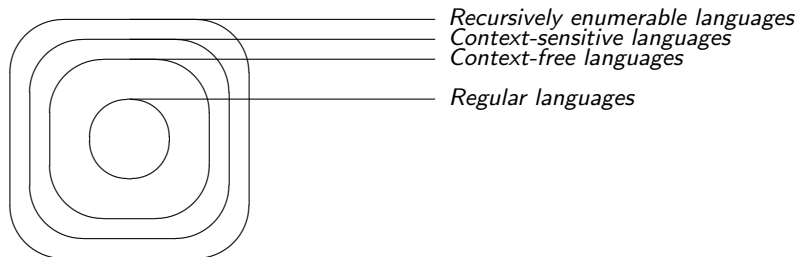 Recursively enumerable languages
Context-sensitive languages
Context-free languages
Regular languages